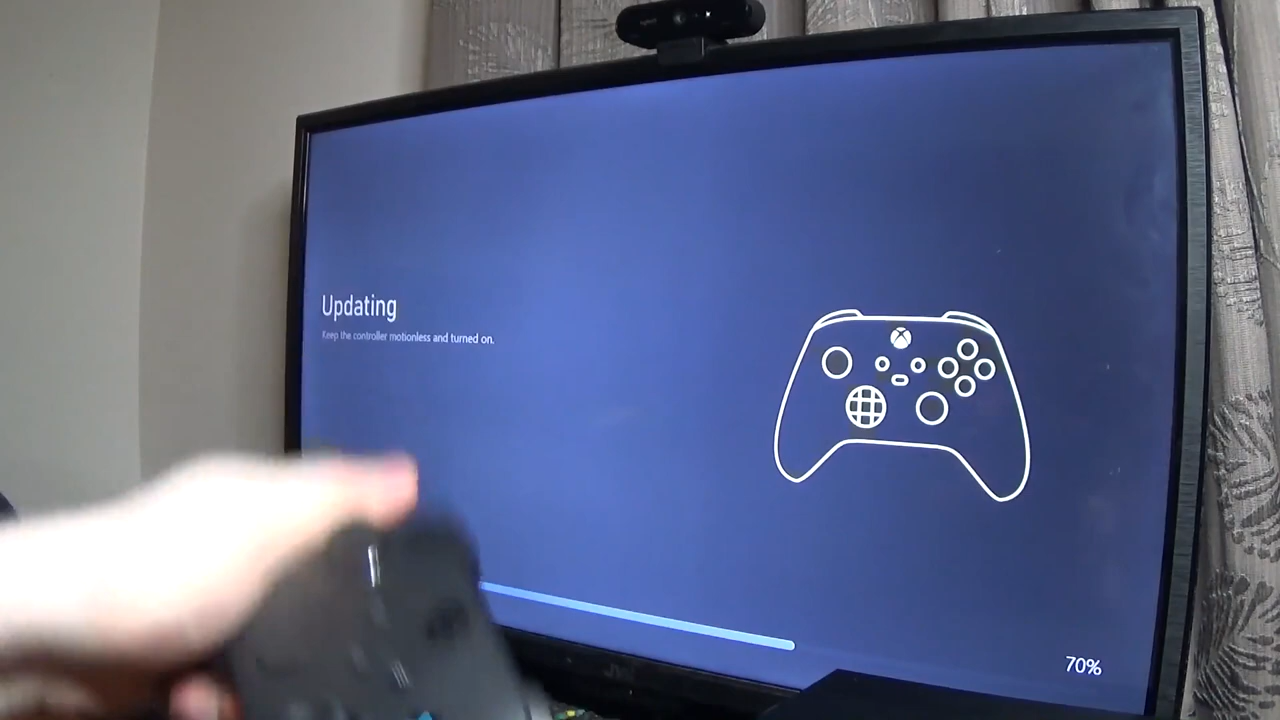 Updating
Keep the controller motionless and turned on.
70%